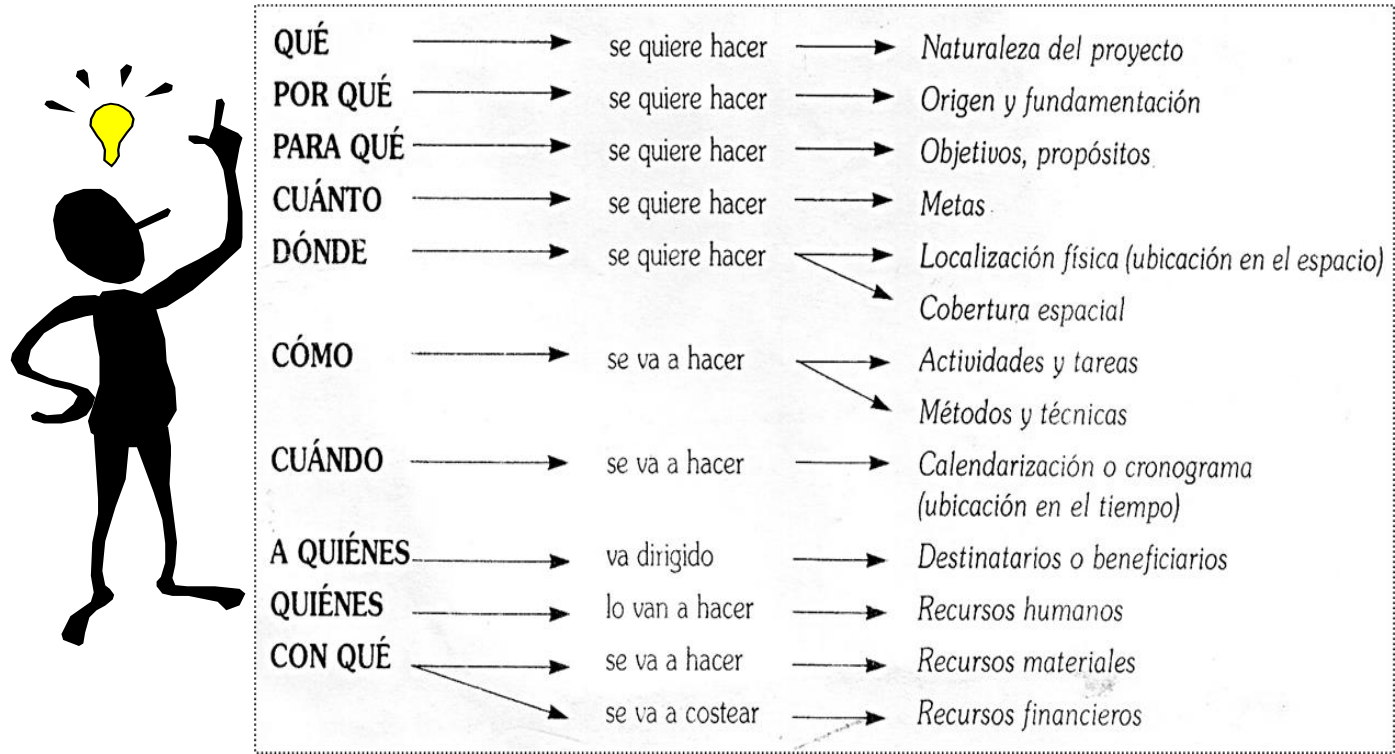 QUÉ se quiere hacer Naturaleza del proyecto
POR QUÉ se quiere hacer Origen y fundamentación
PARA QUÉ se quiere hacer Objetivos, propósitos
CUÁNTO se quiere hacer Metas
DÓNDE se quiere hacer Localización física (ubicación en el espacio)
Cobertura espacial
CÓMO se va a hacer Actividades y tareas
Métodos y técnicas
CUÁNDO se va a hacer Calendarización o cronograma
(ubicación en el tiempo)
A QUIÉNES va dirigido Destinatarios o beneficiarios
QUIÉNES lo van a hacer Recursos humanos
CON QUÉ se va a hacer Recursos materiales
se va a costear Recursos financieros